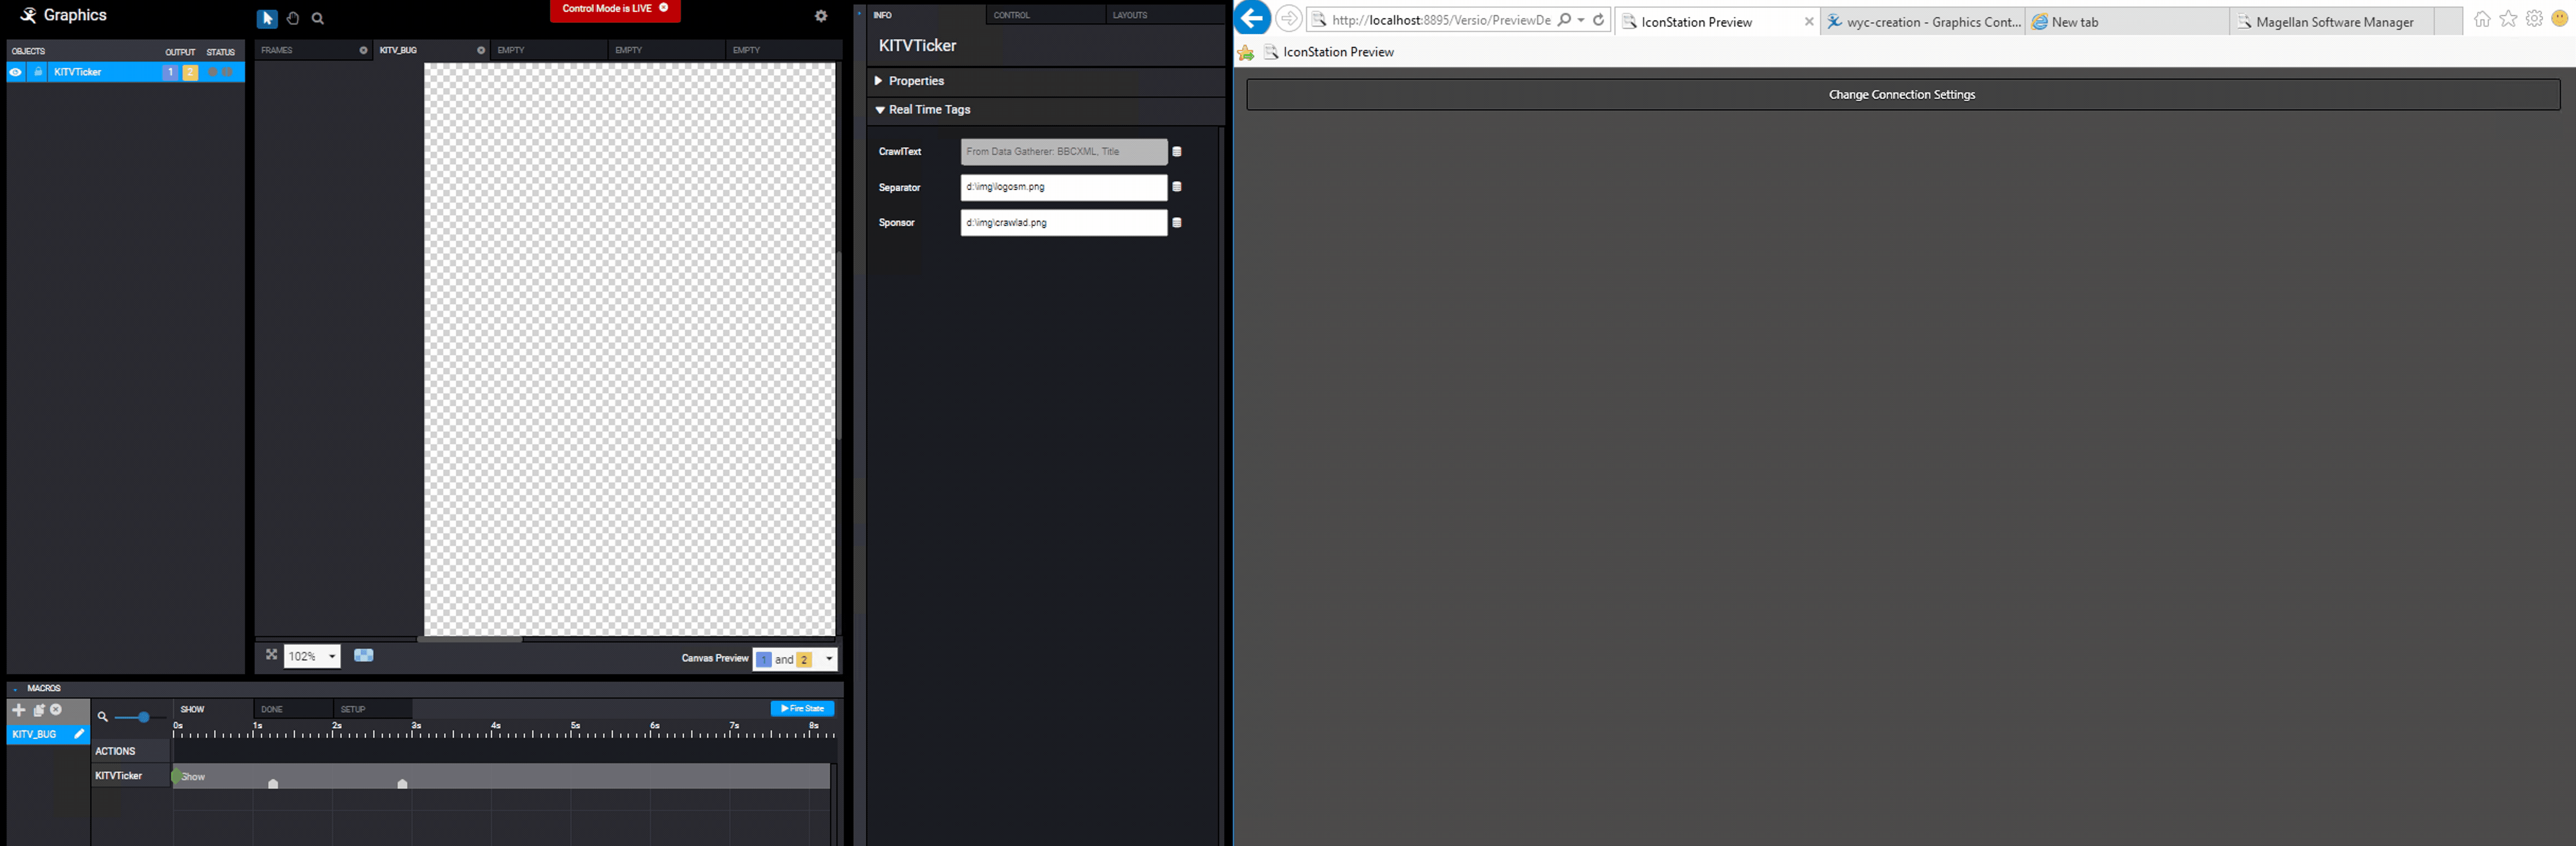 Graphics
Control Mode is LIVE
OBJECTS OUTPUT STATUS
KITVTicker 1 2
FRAMES KITV_BUG EMPTY EMPTY EMPTY
102%
Canvas Preview 1 and 2
MACROS
SHOW DONE SETUP Fire State
0s 1s 2s 3s 4s 5s 6s 7s 8s
KITV_BUG
ACTIONS
KITVTicker Show
INFO CONTROL LAYOUTS
KITVTicker
Properties
Real Time Tags
CrawlText From Data Gatherer: BBCXML, Title
Separator d:\img\logosm.png
Sponsor d:\img\crawlad.png
http://localhost:8895/Versio/PreviewDe
IconStation Preview
wyc-creation - Graphics Cont...
New tab
Magellan Software Manager
IconStation Preview
Change Connection Settings